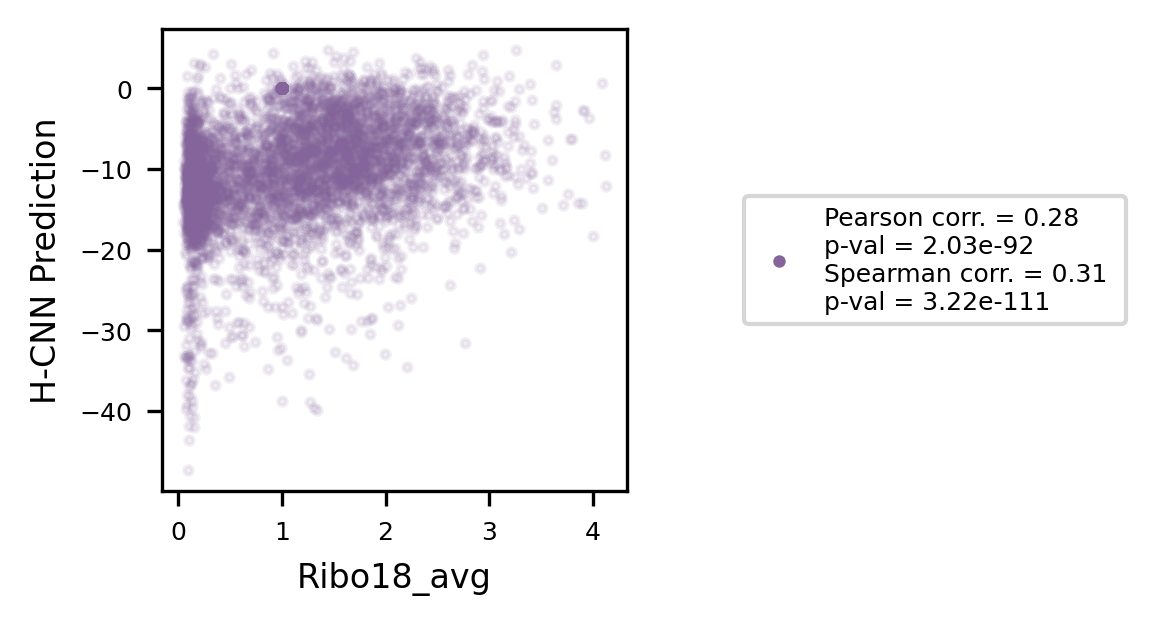 0
−10
−20
−30
−40
H-CNN Prediction
0 1 2 3 4
Ribo18_avg
Pearson corr. = 0.28
p-val = 2.03e-92
Spearman corr. = 0.31
p-val = 3.22e-111